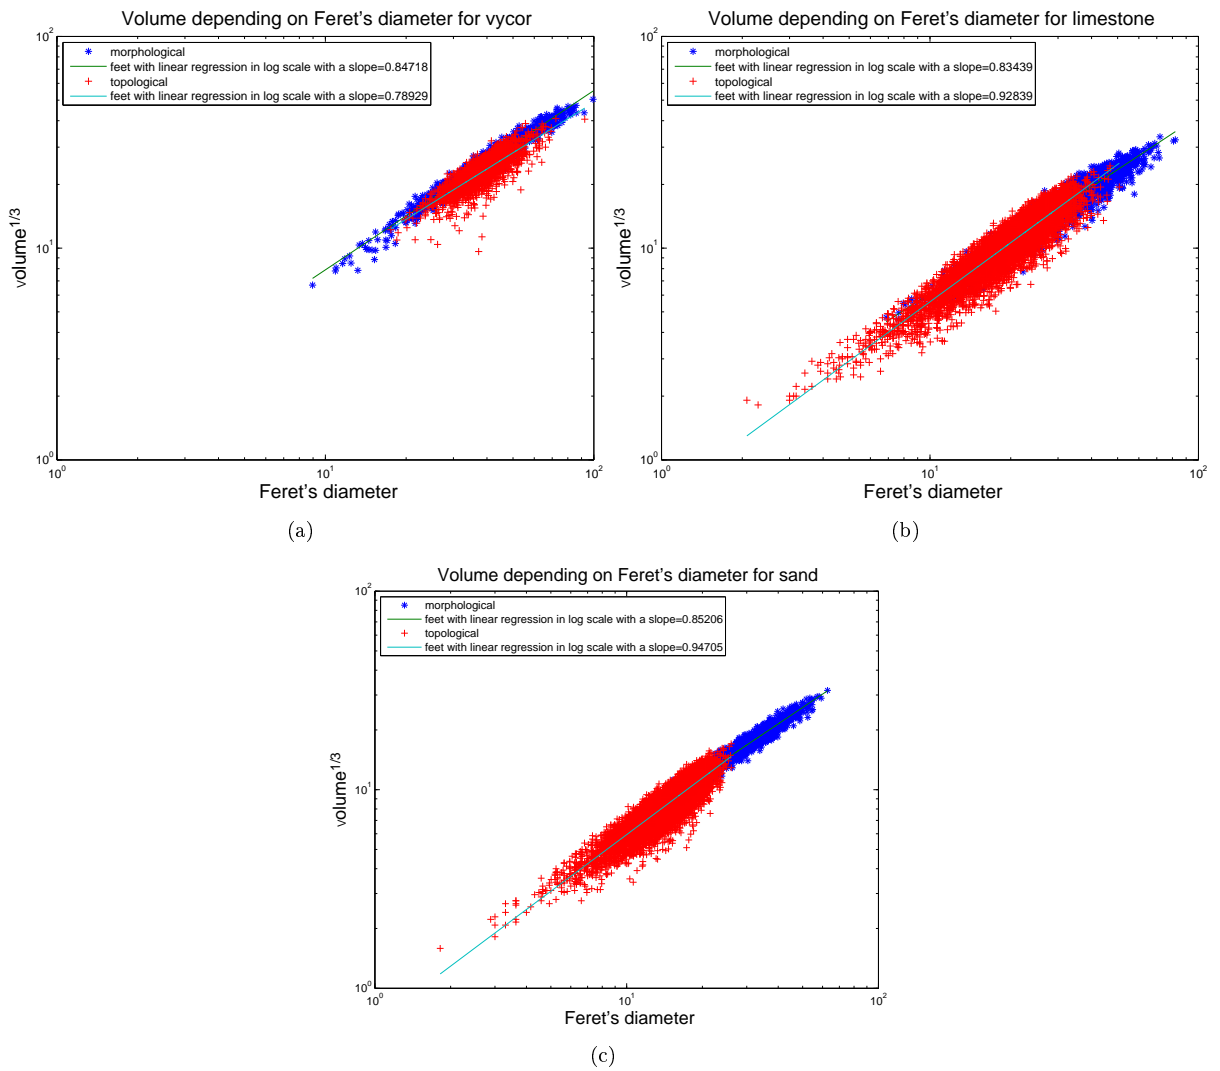 Volume depending on Feret's diameter for vycor
morphological
feet with linear regression in log scale with a slope=0.84718
topological
feet with linear regression in log scale with a slope=0.78929
10^2
10^1
10^0
volume^1/3
10^0 10^1 10^2
Feret's diameter
(a)
Volume depending on Feret's diameter for limestone
morphological
feet with linear regression in log scale with a slope=0.83439
topological
feet with linear regression in log scale with a slope=0.92839
10^2
10^1
10^0
volume^1/3
10^0 10^1 10^2
Feret's diameter
(b)
Volume depending on Feret's diameter for sand
morphological
feet with linear regression in log scale with a slope=0.85206
topological
feet with linear regression in log scale with a slope=0.94705
10^2
10^1
10^0
volume^1/3
10^0 10^1 10^2
Feret's diameter
(c)